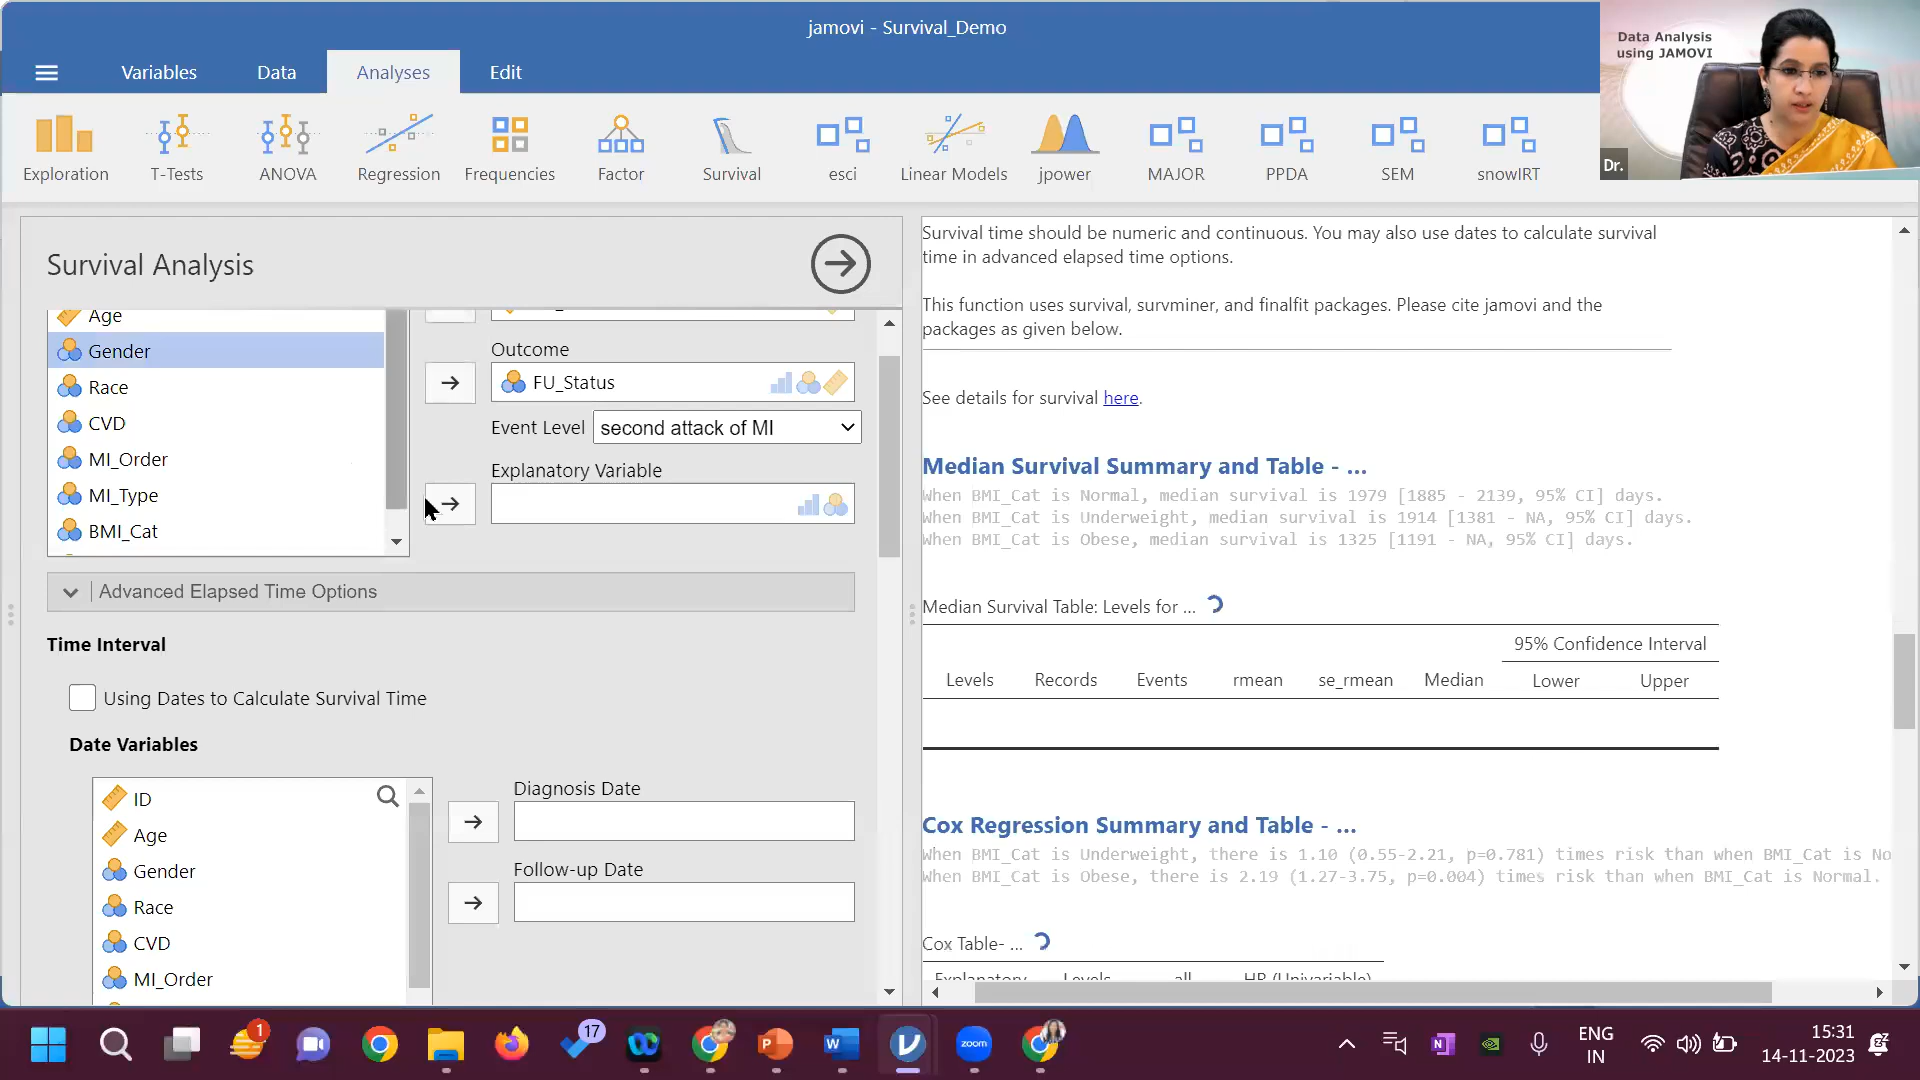 jamovi - Survival_Demo
Data Analysis
using JAMOVI
Dr.
Variables
Data
Analyses
Edit
Exploration
T-Tests
ANOVA
Regression
Frequencies
Factor
Survival
esci
Linear Models
jpower
MAJOR
PPDA
SEM
snowIRT
Survival Analysis
Age
Gender
Race
CVD
MI_Order
MI_Type
BMI_Cat
Outcome
FU_Status
Event Level
second attack of MI
Explanatory Variable
Advanced Elapsed Time Options
Time Interval
Using Dates to Calculate Survival Time
Date Variables
ID
Age
Gender
Race
CVD
MI_Order
Diagnosis Date
Follow-up Date
Survival time should be numeric and continuous. You may also use dates to calculate survival
time in advanced elapsed time options.
This function uses survival, survminer, and finalfit packages. Please cite jamovi and the
packages as given below.
See details for survival here.
Median Survival Summary and Table - ...
When BMI_Cat is Normal, median survival is 1979 [1885 - 2139, 95% CI] days.
When BMI_Cat is Underweight, median survival is 1914 [1381 - NA, 95% CI] days.
When BMI_Cat is Obese, median survival is 1325 [1191 - NA, 95% CI] days.
Median Survival Table: Levels for ...
95% Confidence Interval
Levels Records Events rmean se_rmean Median Lower Upper
Cox Regression Summary and Table - ...
When BMI_Cat is Underweight, there is 1.10 (0.55-2.21, p=0.781) times risk than when BMI_Cat is No
When BMI_Cat is Obese, there is 2.19 (1.27-3.75, p=0.004) times risk than when BMI_Cat is Normal.
Cox Table- ...
Explanatory Levels all HR (Univariable)
1
17
W
zoom
N
ENG
IN
15:31
14-11-2023